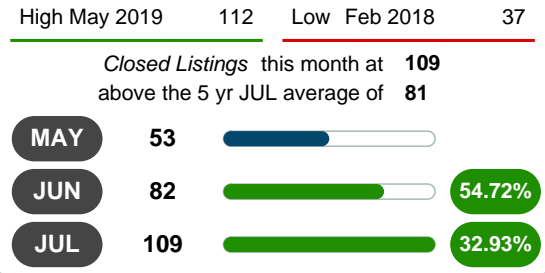 High May 2019 112 Low Feb 2018 37
Closed Listings this month at 109
above the 5 yr JUL average of 81
MAY 53
JUN 82 54.72%
JUL 109 32.93%